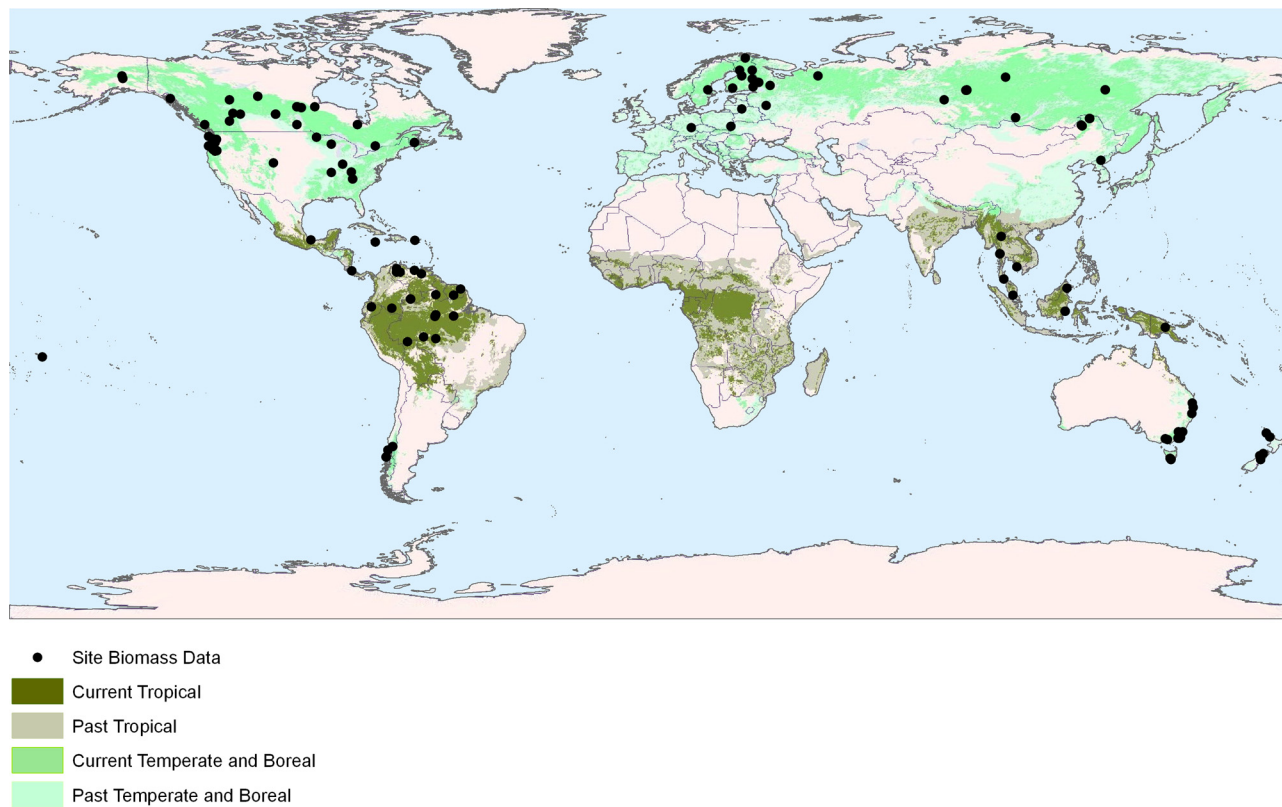 Site Biomass Data
Current Tropical
Past Tropical
Current Temperate and Boreal
Past Temperate and Boreal